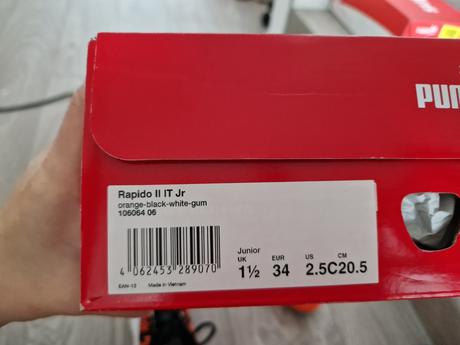 PUM
Rapido II IT Jr
orange-black-white-gum
106064 06
Junior
UK EUR US CM
1½ 34 2.5C 20.5
4 062453 289070
EAN-13 Made in Vietnam